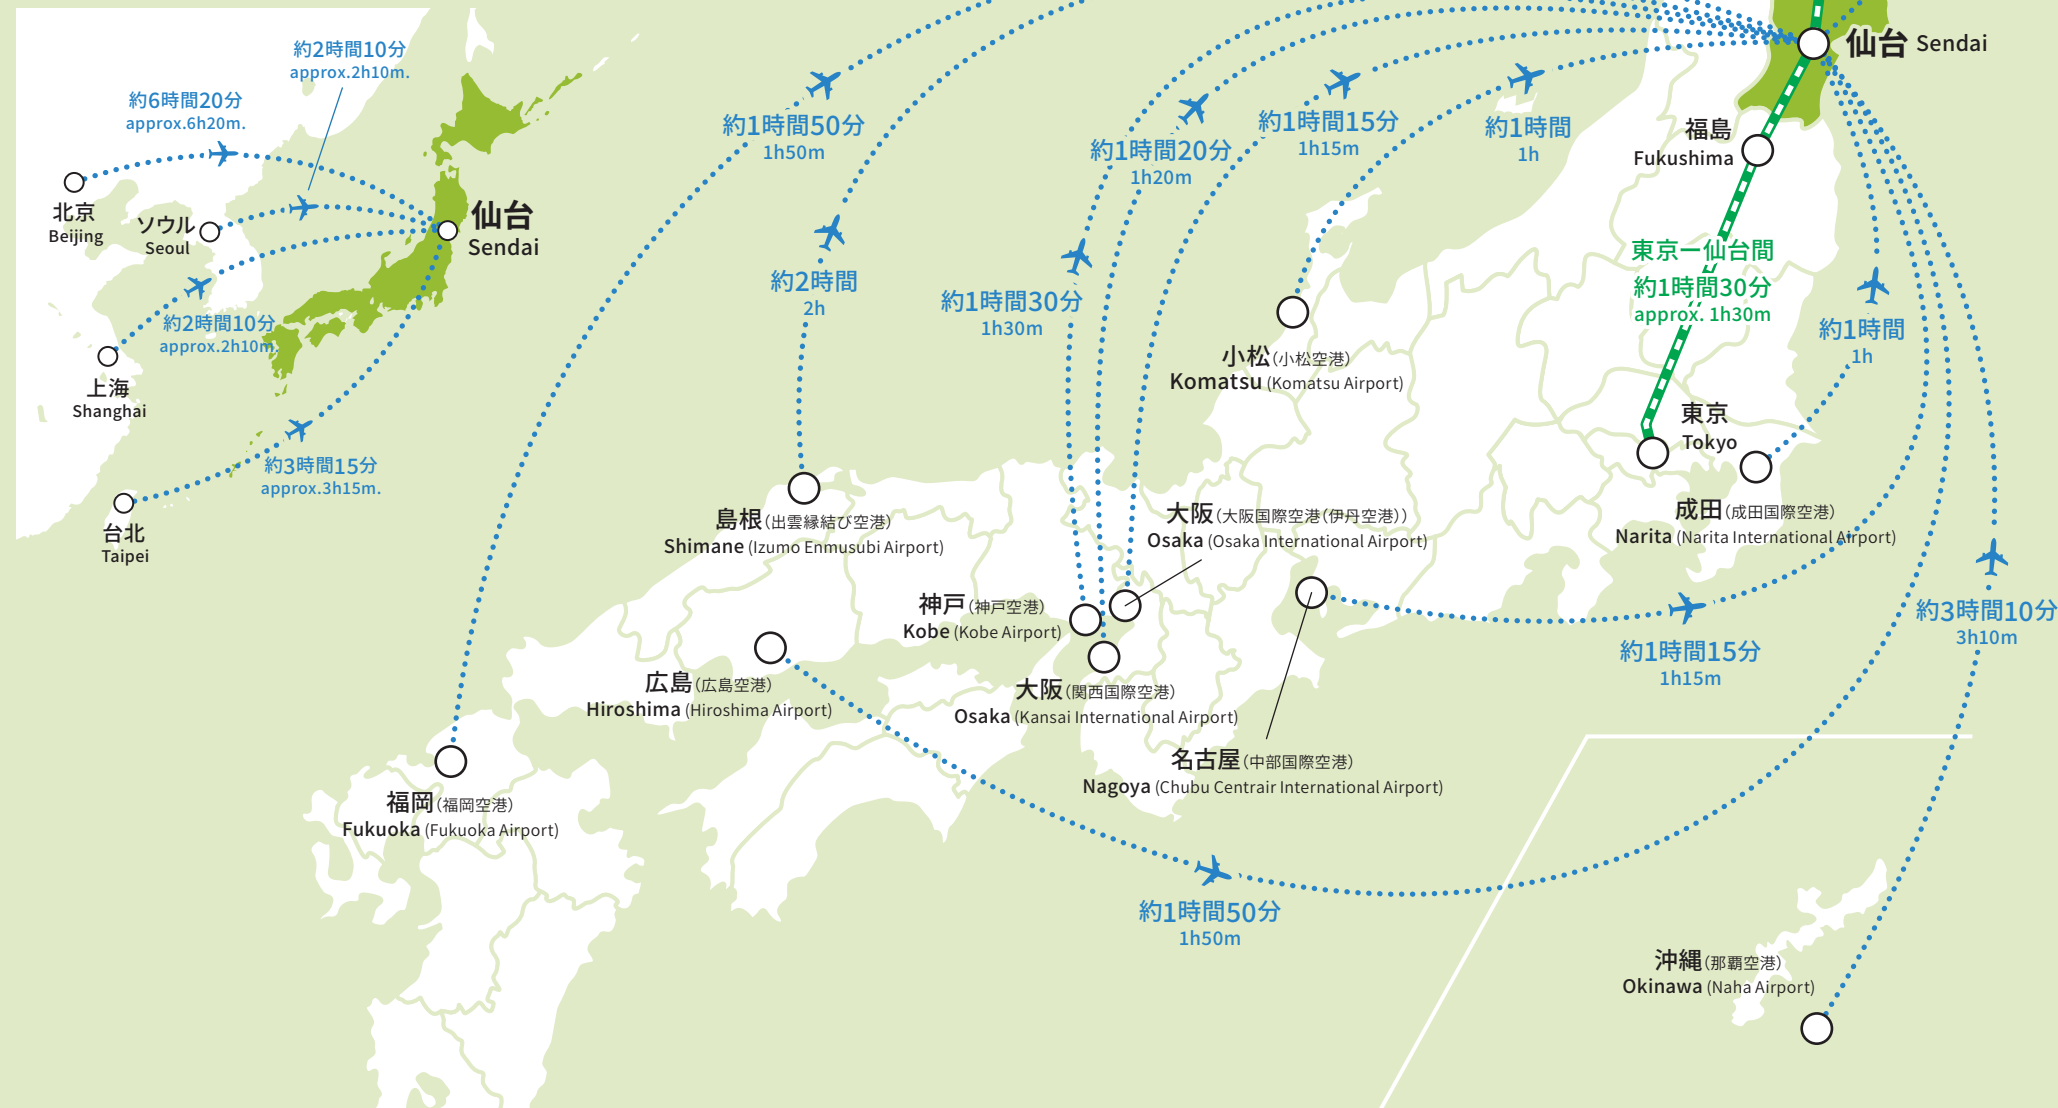 約2時間10分
approx.2h10m.
約6時間20分
approx.6h20m.
北京
Beijing
ソウル
Seoul
仙台
Sendai
約2時間10分
approx.2h10m.
上海
Shanghai
約3時間15分
approx.3h15m.
台北
Taipei
仙台 Sendai
約1時間50分
1h50m
約1時間20分
1h20m
約1時間15分
1h15m
約1時間
1h
福島
Fukushima
東京ー仙台間
約1時間30分
approx. 1h30m
約2時間
2h
約1時間30分
1h30m
約1時間
1h
小松(小松空港)
Komatsu (Komatsu Airport)
東京
Tokyo
島根(出雲縁結び空港)
Shimane (Izumo Enmusubi Airport)
大阪(大阪国際空港(伊丹空港))
Osaka (Osaka International Airport)
成田(成田国際空港)
Narita (Narita International Airport)
神戸(神戸空港)
Kobe (Kobe Airport)
約3時間10分
3h10m
約1時間15分
1h15m
広島(広島空港)
Hiroshima (Hiroshima Airport)
大阪(関西国際空港)
Osaka (Kansai International Airport)
名古屋(中部国際空港)
Nagoya (Chubu Centrair International Airport)
福岡(福岡空港)
Fukuoka (Fukuoka Airport)
約1時間50分
1h50m
沖縄(那覇空港)
Okinawa (Naha Airport)